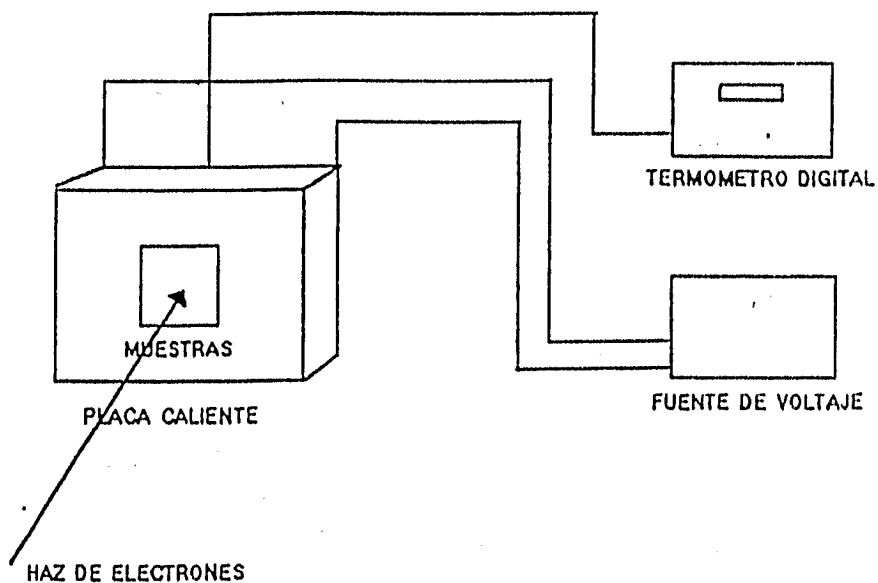 TERMOMETRO DIGITAL
MUESTRAS
PLACA CALIENTE
FUENTE DE VOLTAJE
HAZ DE ELECTRONES